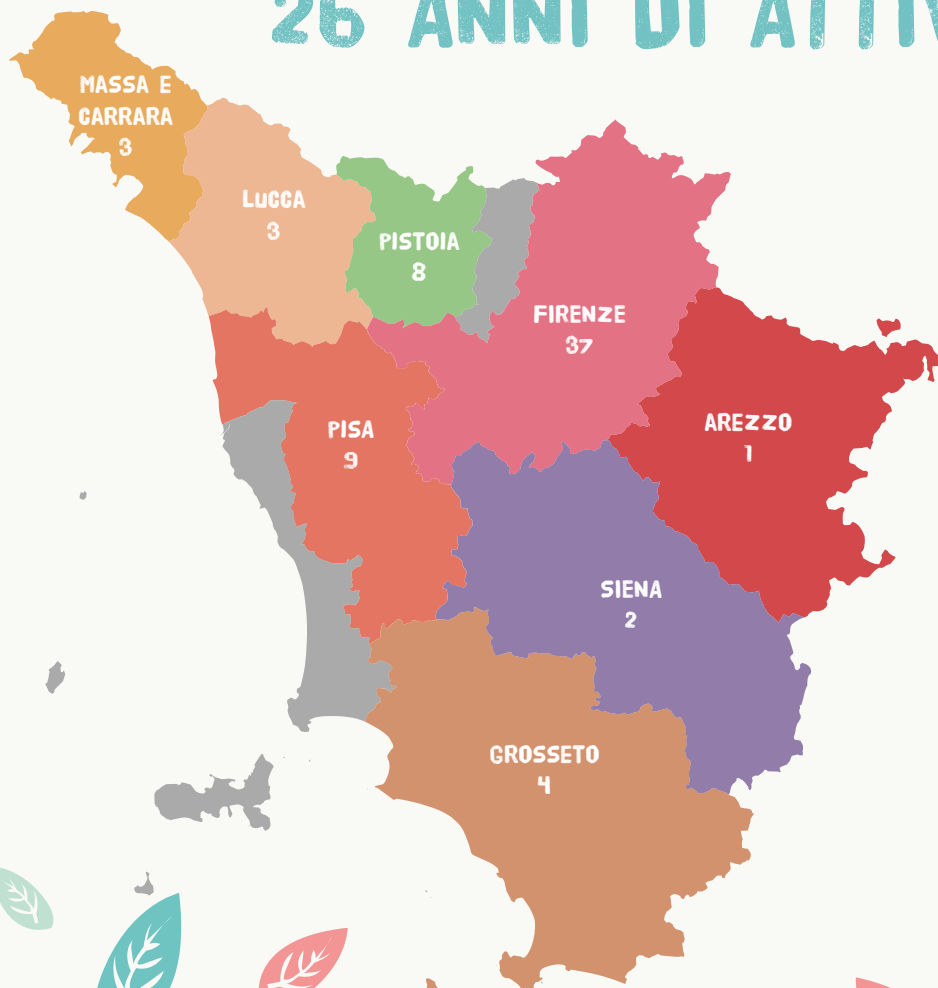 26 ANNI DI
MASSA E
CARRARA
3
LUCCA
3
PISTOIA
8
FIRENZE
37
AREZZO
1
PISA
9
SIENA
2
GROSSETO
4